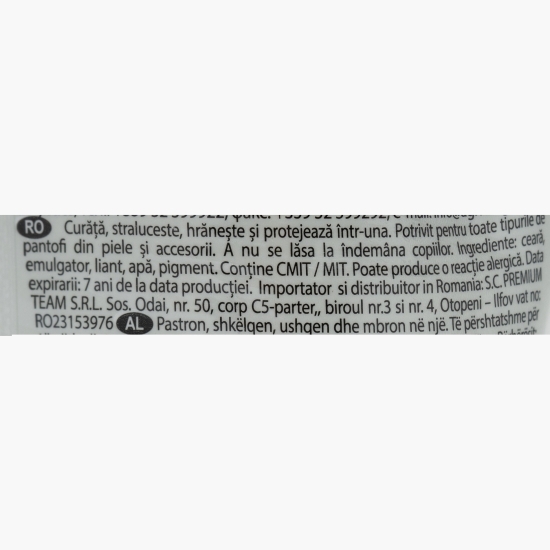 RO Curăță, straluceste, hrănește și protejează într-una. Potrivit pentru toate tipurile de
pantofi din piele și accesorii. A nu se lăsa la îndemâna copiilor. Ingrediente: ceară,
emulgator, liant, apă, pigment. Conține CMIT / MIT. Poate produce o reacție alergică. Data
expirarii: 7 ani de la data producției. Importator si distribuitor in Romania: S.C. PREMIUM
TEAM S.R.L. Sos. Odai, nr. 50, corp C5-parter,, biroul nr.3 si nr. 4, Otopeni – Ilfov vat no:
RO23153976 AL Pastron, shkëlgen, ushgen dhe mbron në një. Të përshtatshme për